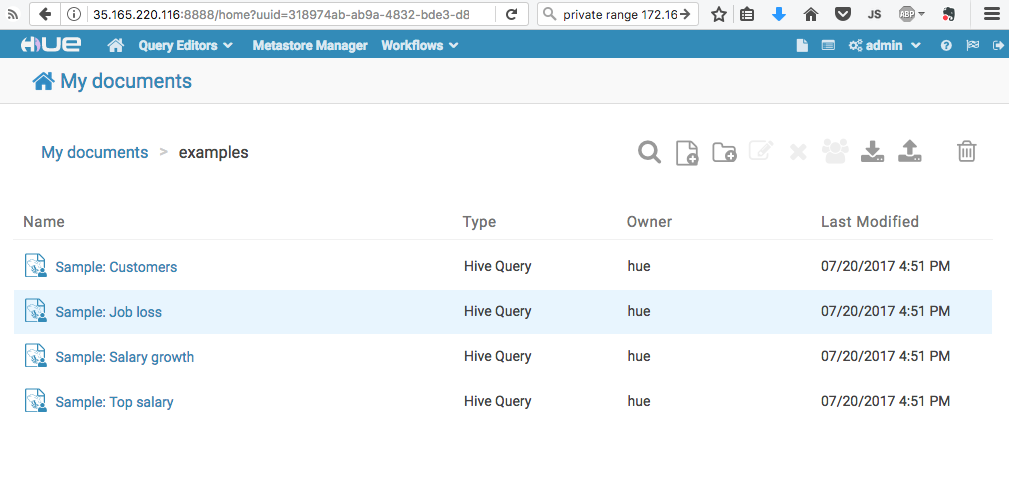 35.165.220.116:8888/home?uuid=318974ab-ab9a-4832-bde3-d8 private range 172.16 JS ABP
HUE Query Editors Metastore Manager Workflows admin
My documents
My documents > examples
Name Type Owner Last Modified
Sample: Customers Hive Query hue 07/20/2017 4:51 PM
Sample: Job loss Hive Query hue 07/20/2017 4:51 PM
Sample: Salary growth Hive Query hue 07/20/2017 4:51 PM
Sample: Top salary Hive Query hue 07/20/2017 4:51 PM